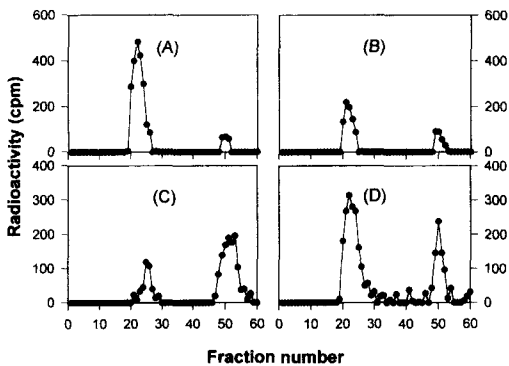 600 (A) (B) 600
400 400
200 200
0 0
400 (C) (D) 400
300 300
200 200
100 100
0 0
0 10 20 30 40 50 60 0 10 20 30 40 50 60
Radioactivity (cpm)
Fraction number